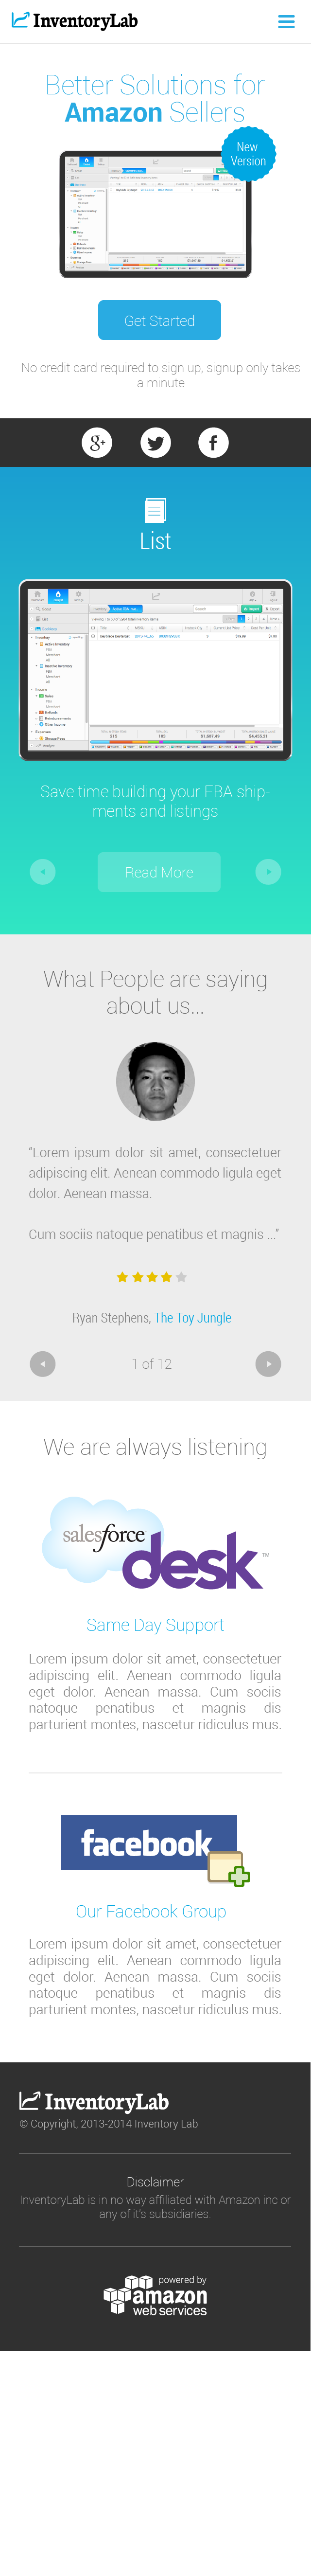 InventoryLab
Better Solutions for
Amazon Sellers
New
Version
Get Started
No credit card required to sign up, signup only takes
a minute
g+ f
List
Save time building your FBA ship-
ments and listings
Read More
What People are saying
about us...
“Lorem ipsum dolor sit amet, consectetuer
adipiscing elit. Aenean commodo ligula eget
dolor. Aenean massa.
Cum sociis natoque penatibus et magnis ...”
Ryan Stephens, The Toy Jungle
1 of 12
We are always listening
salesforce
desk TM
Same Day Support
Lorem ipsum dolor sit amet, consectetuer
adipiscing elit. Aenean commodo ligula
eget dolor. Aenean massa. Cum sociis
natoque penatibus et magnis dis
parturient montes, nascetur ridiculus mus.
facebook
Our Facebook Group
Lorem ipsum dolor sit amet, consectetuer
adipiscing elit. Aenean commodo ligula
eget dolor. Aenean massa. Cum sociis
natoque penatibus et magnis dis
parturient montes, nascetur ridiculus mus.
InventoryLab
© Copyright, 2013-2014 Inventory Lab
Disclaimer
InventoryLab is in no way affiliated with Amazon inc or
any of it's subsidiaries.
powered by
amazon
web services